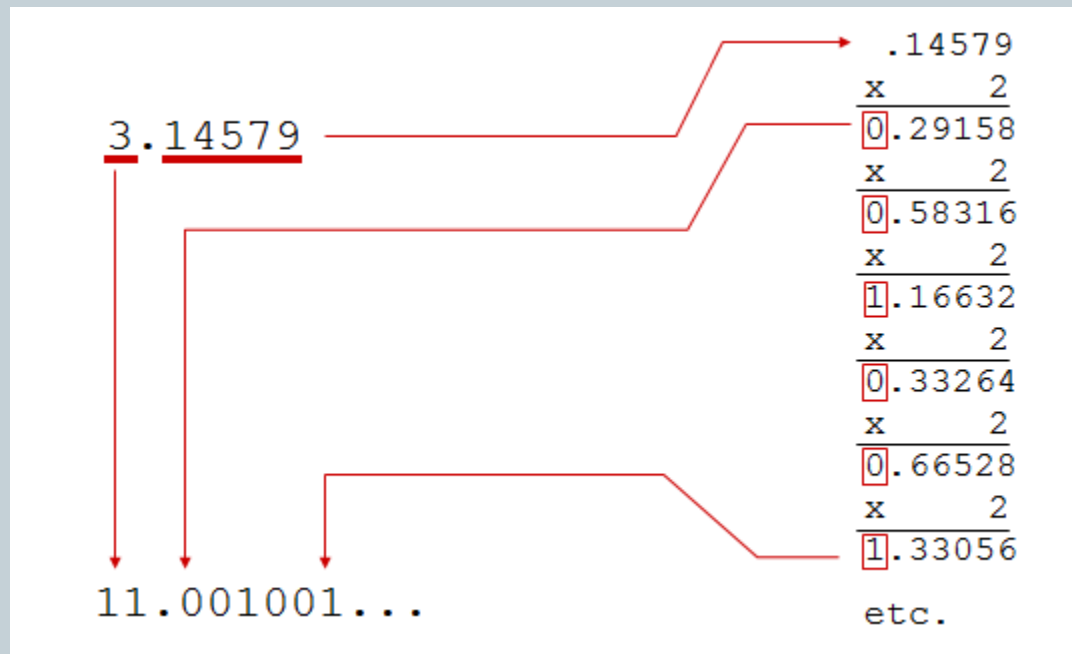 3.14579
11.001001...
.14579
x 2
0.29158
x 2
0.58316
x 2
1.16632
x 2
0.33264
x 2
0.66528
x 2
1.33056
etc.